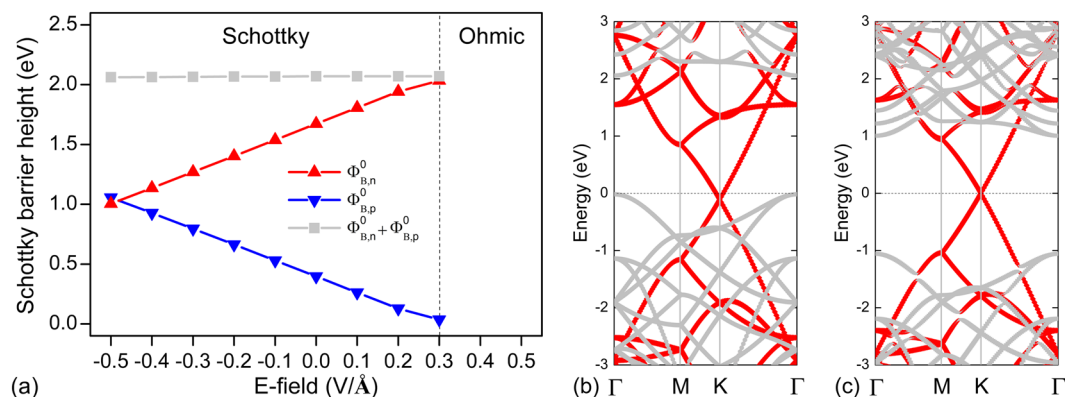 Schottky
Ohmic
Schottky barrier height (eV)
2.5
2.0
1.5
1.0
0.5
0.0
Φ⁰B,n
Φ⁰B,p
Φ⁰B,n+Φ⁰B,p
-0.5 -0.4 -0.3 -0.2 -0.1 0.0 0.1 0.2 0.3 0.4 0.5
E-field (V/Å)
(a)
Energy (eV)
3
2
1
0
-1
-2
-3
Γ M K Γ
(b)
Energy (eV)
3
2
1
0
-1
-2
-3
Γ M K Γ
(c)